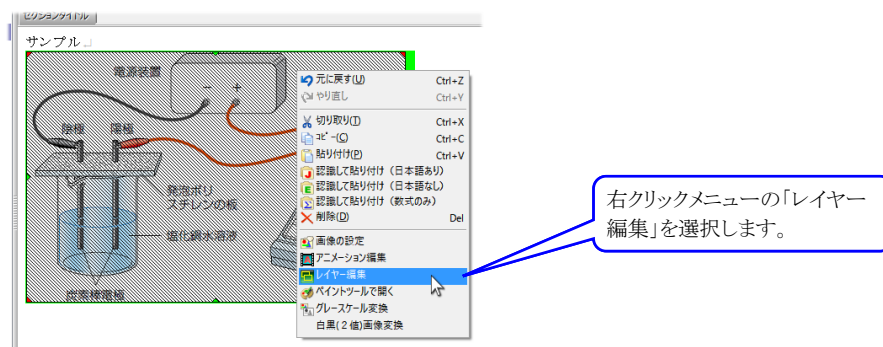 セクションタイトル
サンプル
電源装置
陰極 陽極
発泡ポリ
スチレンの板
塩化銅水溶液
炭素棒電極
元に戻す(U) Ctrl+Z
やり直し Ctrl+Y
切り取り(T) Ctrl+X
コピー(C) Ctrl+C
貼り付け(P) Ctrl+V
認識して貼り付け（日本語あり）
認識して貼り付け（日本語なし）
認識して貼り付け（数式のみ）
削除(D) Del
画像の設定
アニメーション編集
レイヤー編集
ペイントツールで開く
グレースケール変換
白黒(２値)画像変換
右クリックメニューの「レイヤー
編集」を選択します。